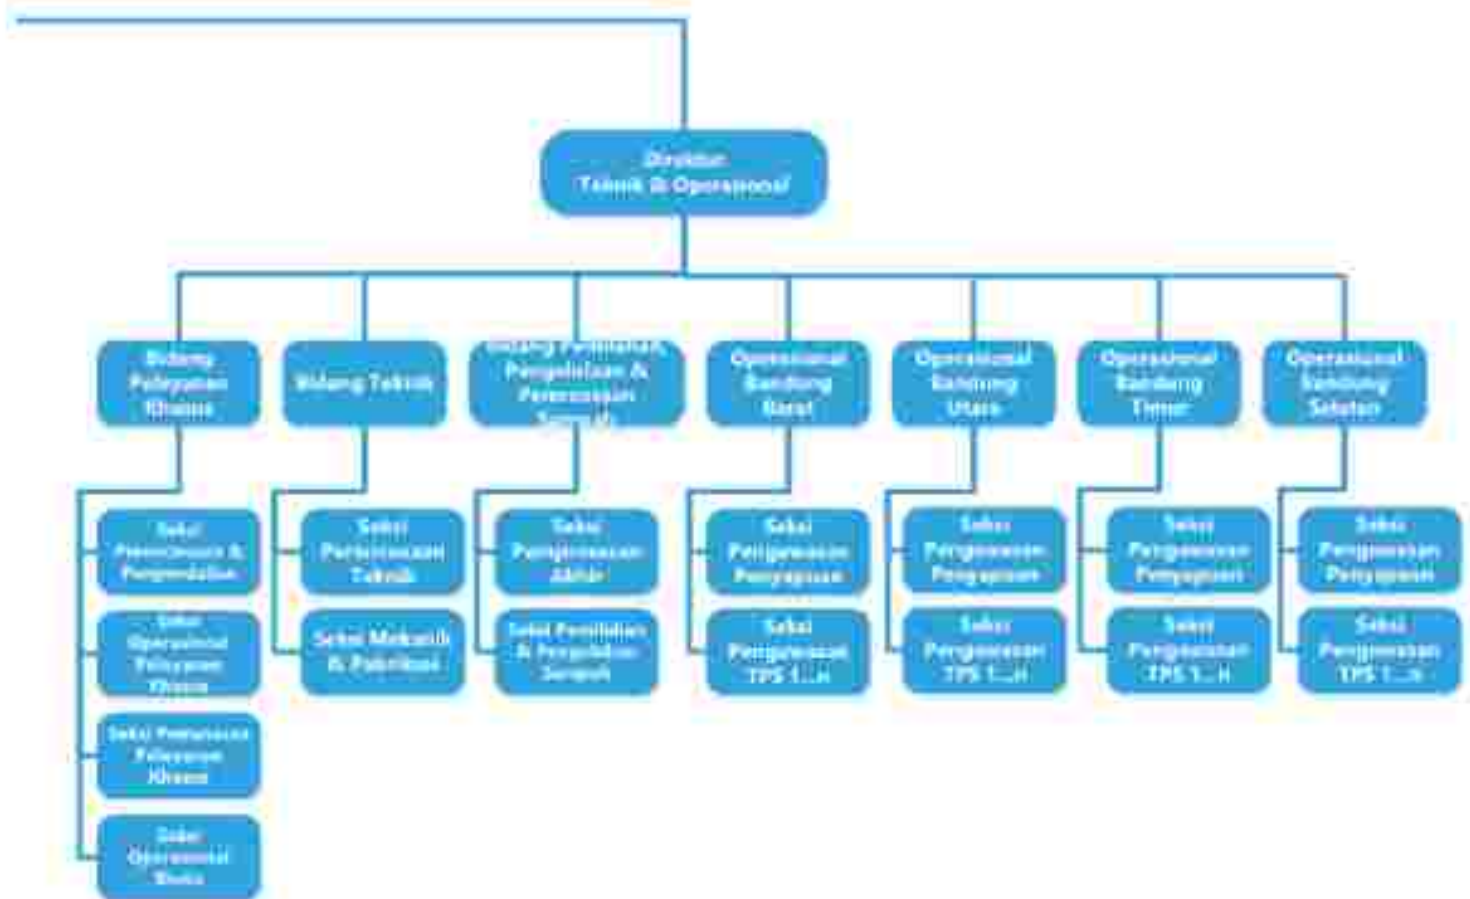 Direktur
Teknik & Operasional
Bidang
Pelayanan
Khusus
Bidang Teknik
Pengelolaan &
Operasional
Bandung
Barat
Operasional
Bandung
Utara
Operasional
Bandung
Timur
Operasional
Bandung
Selatan
Seksi
Perencanaan &
Pengendalian
Seksi
Operasional
Pelayanan
Khusus
Seksi Pemasaran
Pelayanan
Khusus
Seksi
Operasional
Seksi
Perencanaan
Teknik
Seksi Mekanik
& Pabrikasi
Seksi
Pemrosesan
Akhir
Seksi Pemilahan
& Pengolahan
Sampah
Seksi
Pengawasan
Penyapuan
Seksi
Pengawasan
TPS 1...n
Seksi
Pengawasan
Penyapuan
Seksi
Pengawasan
TPS 1...n
Seksi
Pengawasan
Penyapuan
Seksi
Pengawasan
TPS 1...n
Seksi
Pengawasan
Penyapuan
Seksi
Pengawasan
TPS 1...n